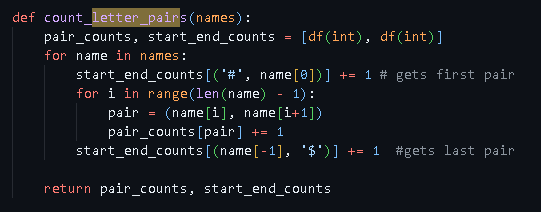 def count_letter_pairs(names):
    pair_counts, start_end_counts = [df(int), df(int)]
    for name in names:
        start_end_counts[('#', name[0])] += 1 # gets first pair
        for i in range(len(name) - 1):
            pair = (name[i], name[i+1])
            pair_counts[pair] += 1
        start_end_counts[(name[-1], '$')] += 1  #gets last pair

    return pair_counts, start_end_counts